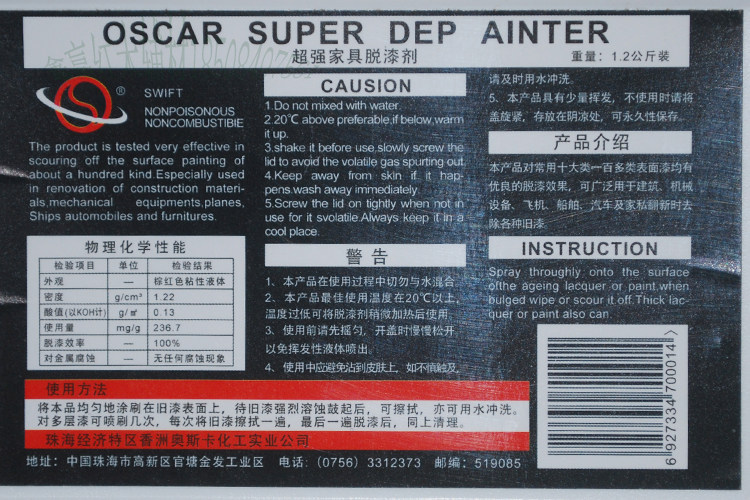 OSCAR SUPER DEP AINTER
超强家具脱漆剂
重量：1.2公斤装
®
SWIFT
NONPOISONOUS
NONCOMBUSTIBIE
The product is tested very effective in
scouring off the surface painting of
about a hundred kind.Especially used
in renovation of construction materi-
als,mechanical equipments,planes,
Ships automobiles and furnitures.
物理化学性能
检验项目 单位 检验结果
外观 — 棕红色粘性液体
密度 g/cm³ 1.22
酸值(以KOH计) g/㎡ 0.13
使用量 mg/g 236.7
脱漆效率 — 100%
对金属腐蚀 — 无任何腐蚀现象
CAUSION
1.Do not mixed with water.
2.20℃ above preferable,if below,warm
it up.
3.shake it before use,slowly screw the
lid to avoid the volatile gas spurting out.
4.Keep away from skin, if it hap-
pens.wash away immediately.
5.Screw the lid on tightly when not in
use for it svolatile.Always keep it in a
cool place.
警告
1、本产品在使用过程中切勿与水混合
2、本产品最佳使用温度在20℃以上，
温度过低可将脱漆剂稍微加热后使用。
3、使用前请先摇匀，开盖时慢慢松开
以免挥发性液体喷出。
4、使用中应避免沾到皮肤上，如不慎触及，
请及时用水冲洗。
5、本产品具有少量挥发，不使用时请将
盖旋紧，存放在阴凉处，可永久性保存。
产品介绍
本产品对常用十大类一百多类表面漆均有
优良的脱漆效果，可广泛用于建筑、机械
设备、飞机、船舶、汽车及家私翻新时去
除各种旧漆。
INSTRUCTION
Spray throughly onto the surface
ofthe ageing lacquer or paint,when
bulged wipe or scour it off.Thick lac-
quer or paint also can.
6 927334 700014 >
使用方法
将本品均匀地涂刷在旧漆表面上，待旧漆强烈溶蚀鼓起后，可擦拭，亦可用水冲洗。
对多层漆可喷刷几次，每次将旧漆擦拭一遍，最后一遍脱漆后，同上清理。
珠海经济特区香洲奥斯卡化工实业公司
地址：中国珠海市高新区官塘金发工业区 电话：(0756) 3312373 邮编：519085